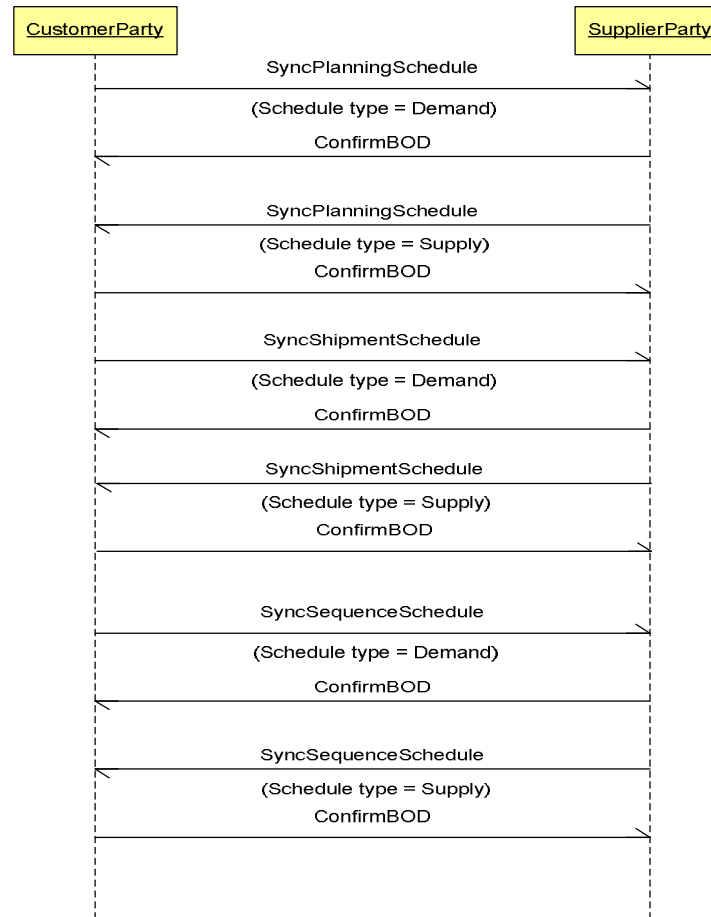 CustomerParty
SupplierParty
SyncPlanningSchedule
(Schedule type = Demand)
ConfirmBOD
SyncPlanningSchedule
(Schedule type = Supply)
ConfirmBOD
SyncShipmentSchedule
(Schedule type = Demand)
ConfirmBOD
SyncShipmentSchedule
(Schedule type = Supply)
ConfirmBOD
SyncSequenceSchedule
(Schedule type = Demand)
ConfirmBOD
SyncSequenceSchedule
(Schedule type = Supply)
ConfirmBOD